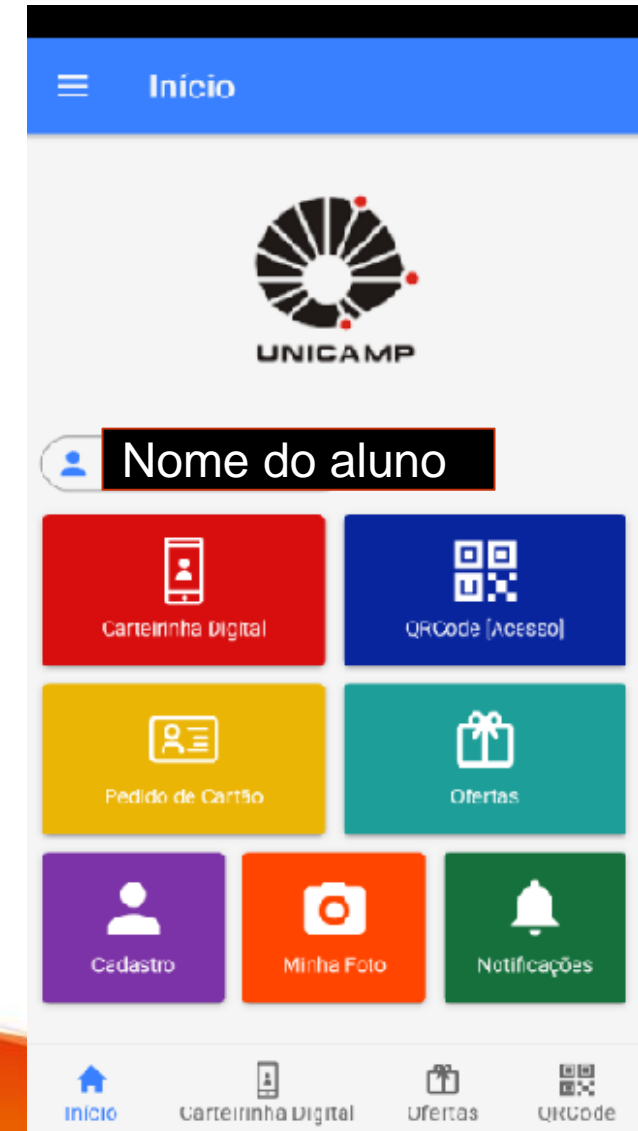 Início
UNICAMP
Nome do aluno
Carteirinha Digital
QRCode [Acesso]
Pedido de Cartão
Ofertas
Cadastro
Minha Foto
Notificações
Início
Carteirinha Digital
Ofertas
QRCode